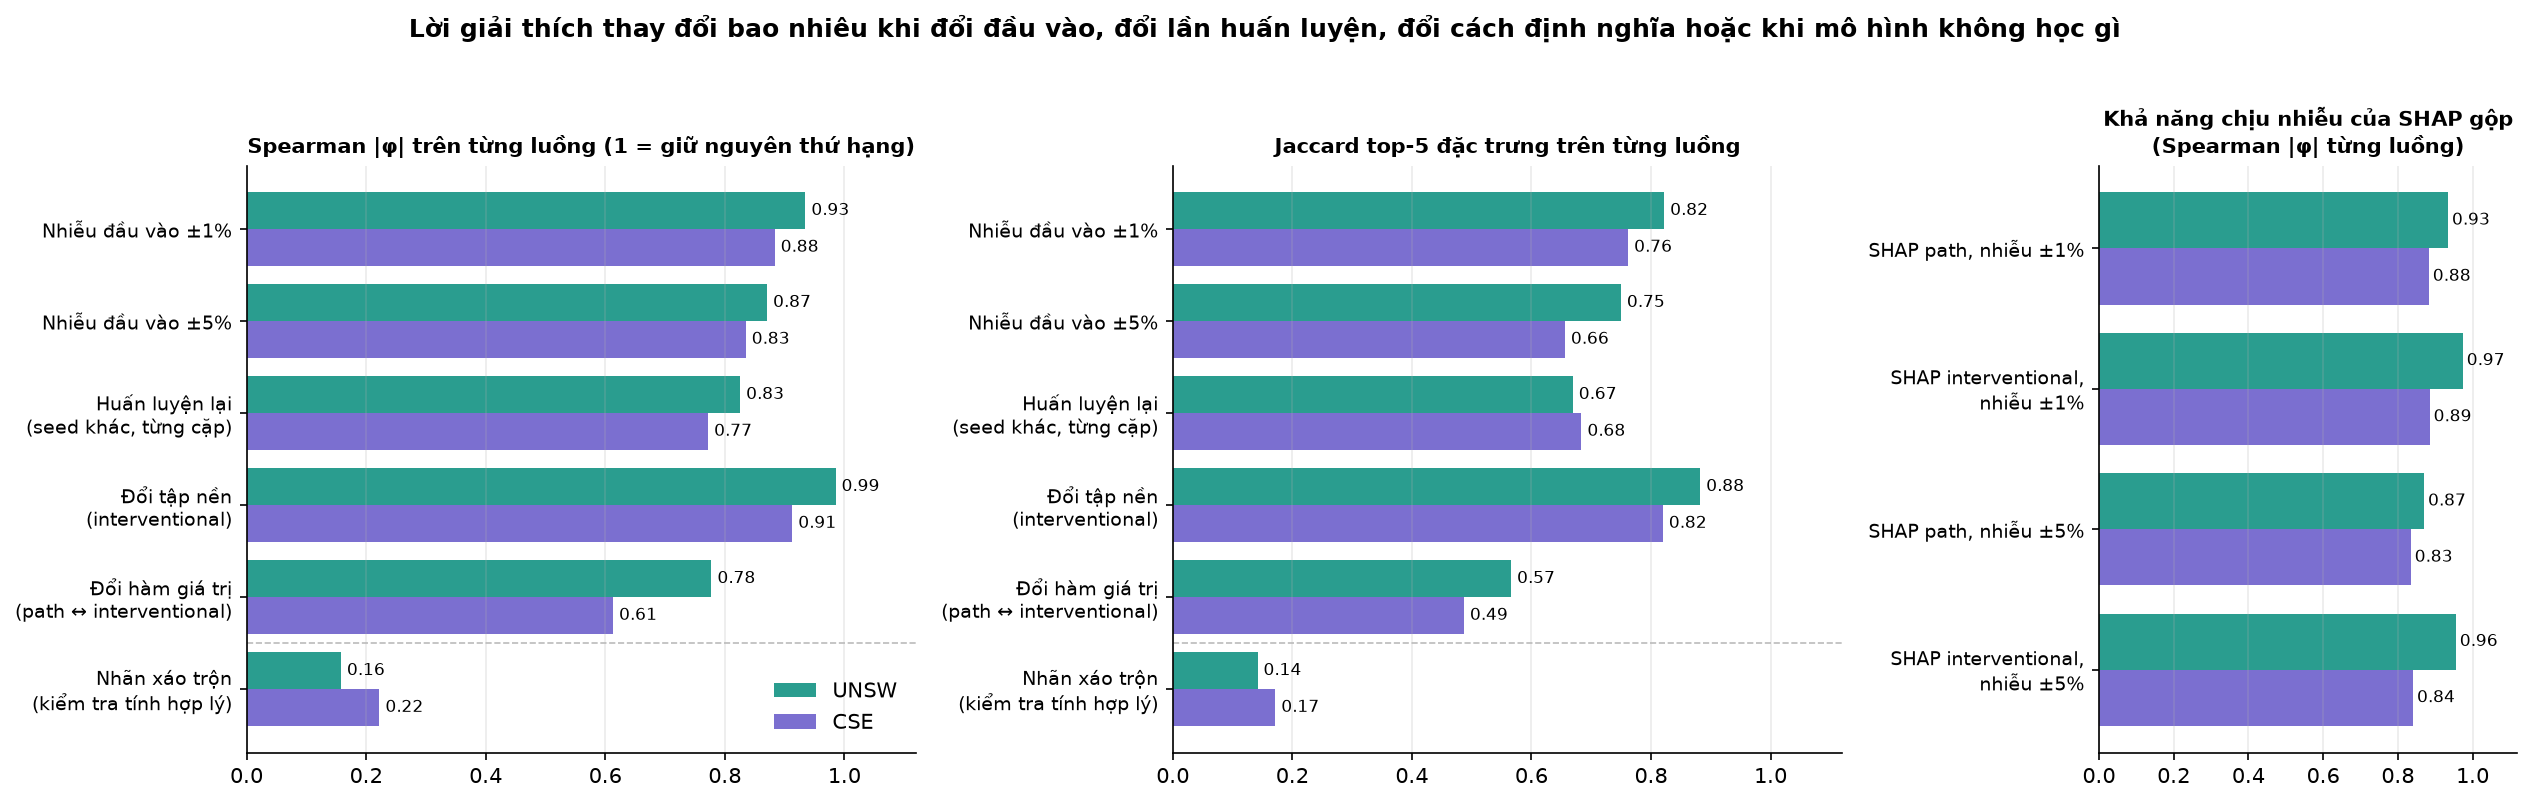 Lời giải thích thay đổi bao nhiêu khi đổi đầu vào, đổi lần huấn luyện, đổi cách định nghĩa hoặc khi mô hình không học gì
Spearman |φ| trên từng luồng (1 = giữ nguyên thứ hạng)
Nhiễu đầu vào ±1%
0.93
0.88
Nhiễu đầu vào ±5%
0.87
0.83
Huấn luyện lại
(seed khác, từng cặp)
0.83
0.77
Đổi tập nền
(interventional)
0.99
0.91
Đổi hàm giá trị
(path ↔ interventional)
0.78
0.61
Nhãn xáo trộn
(kiểm tra tính hợp lý)
0.16
0.22
UNSW
CSE
0.0 0.2 0.4 0.6 0.8 1.0
Jaccard top-5 đặc trưng trên từng luồng
Nhiễu đầu vào ±1%
0.82
0.76
Nhiễu đầu vào ±5%
0.75
0.66
Huấn luyện lại
(seed khác, từng cặp)
0.67
0.68
Đổi tập nền
(interventional)
0.88
0.82
Đổi hàm giá trị
(path ↔ interventional)
0.57
0.49
Nhãn xáo trộn
(kiểm tra tính hợp lý)
0.14
0.17
0.0 0.2 0.4 0.6 0.8 1.0
Khả năng chịu nhiễu của SHAP gộp
(Spearman |φ| từng luồng)
SHAP path, nhiễu ±1%
0.93
0.88
SHAP interventional,
nhiễu ±1%
0.97
0.89
SHAP path, nhiễu ±5%
0.87
0.83
SHAP interventional,
nhiễu ±5%
0.96
0.84
0.0 0.2 0.4 0.6 0.8 1.0